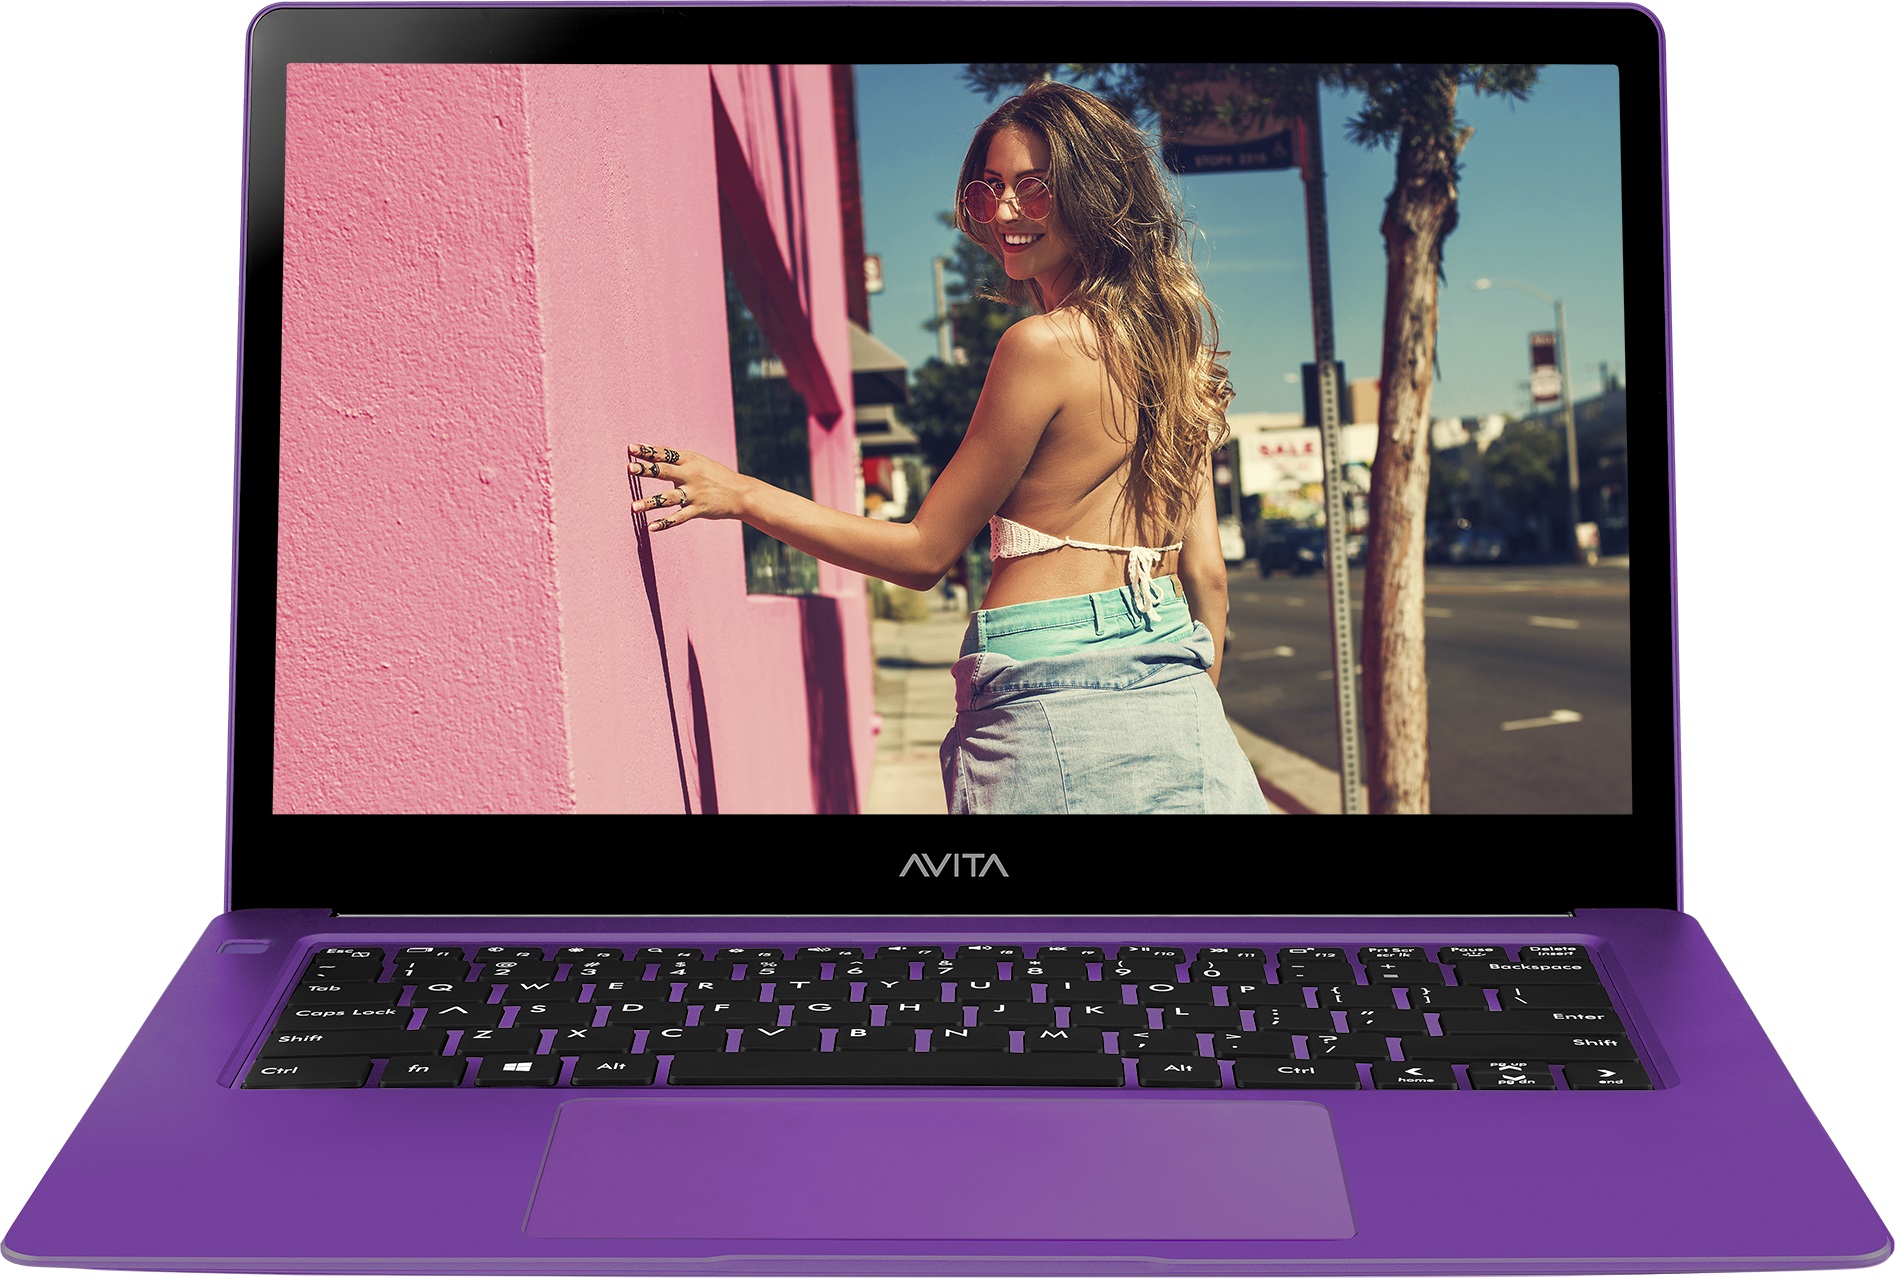 STOP# 2216
SALE
AVITA
Esc f1 f2 f3 f4 f5 f6 f7 f8 f9 f10 f11 f12 Prt Scr scr lk Pause Delete Insert
~ ` 1 @ 2 # 3 $ 4 % 5 ^ 6 & 7 * 8 ( 9 ) 0 _ - + = Backspace
Tab Q W E R T Y U I O P { [ } ] | \
Caps Lock A S D F G H J K L : ; " ' Enter
Shift Z X C V B N M < , > . ? / Shift
Ctrl fn Alt Alt Ctrl < home pg up pg dn > end